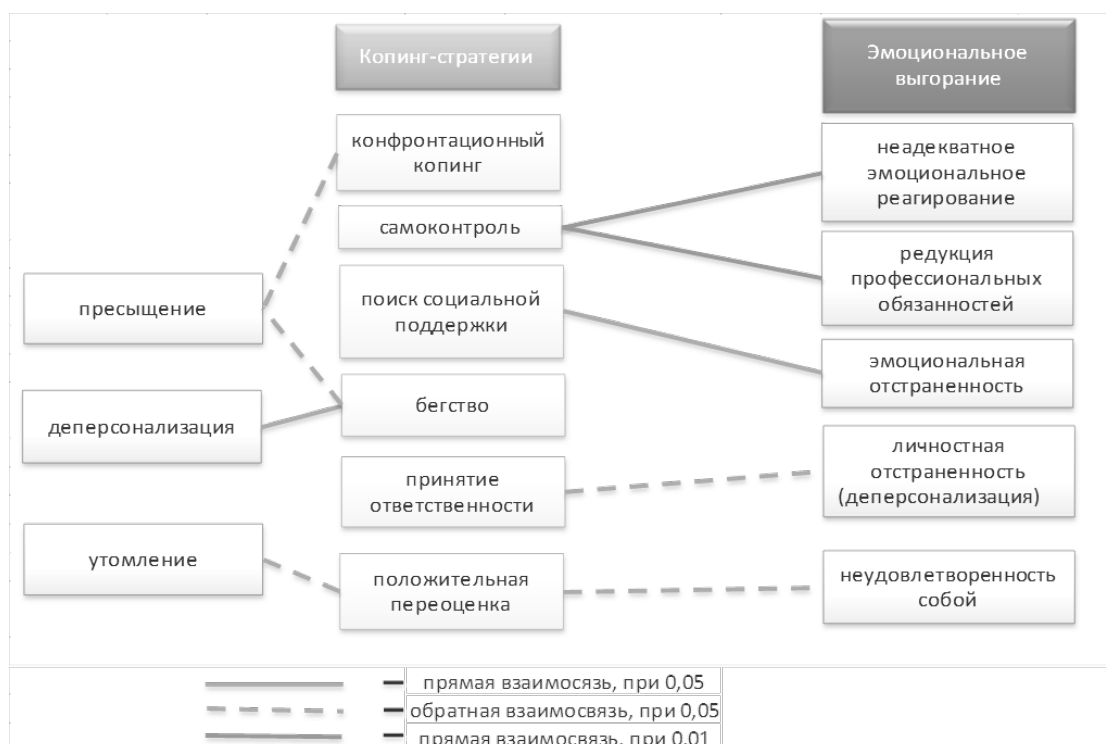 Копинг-стратегии
Эмоциональное
выгорание
конфронтационный
копинг
самоконтроль
поиск социальной
поддержки
бегство
принятие
ответственности
положительная
переоценка
пресыщение
деперсонализация
утомление
неадекватное
эмоциональное
реагирование
редукция
профессиональных
обязанностей
эмоциональная
отстраненность
личностная
отстраненность
(деперсонализация)
неудовлетворенность
собой
прямая взаимосязь, при 0,05
обратная взаимосвязь, при 0,05
прямая взаимосвязь, при 0,01